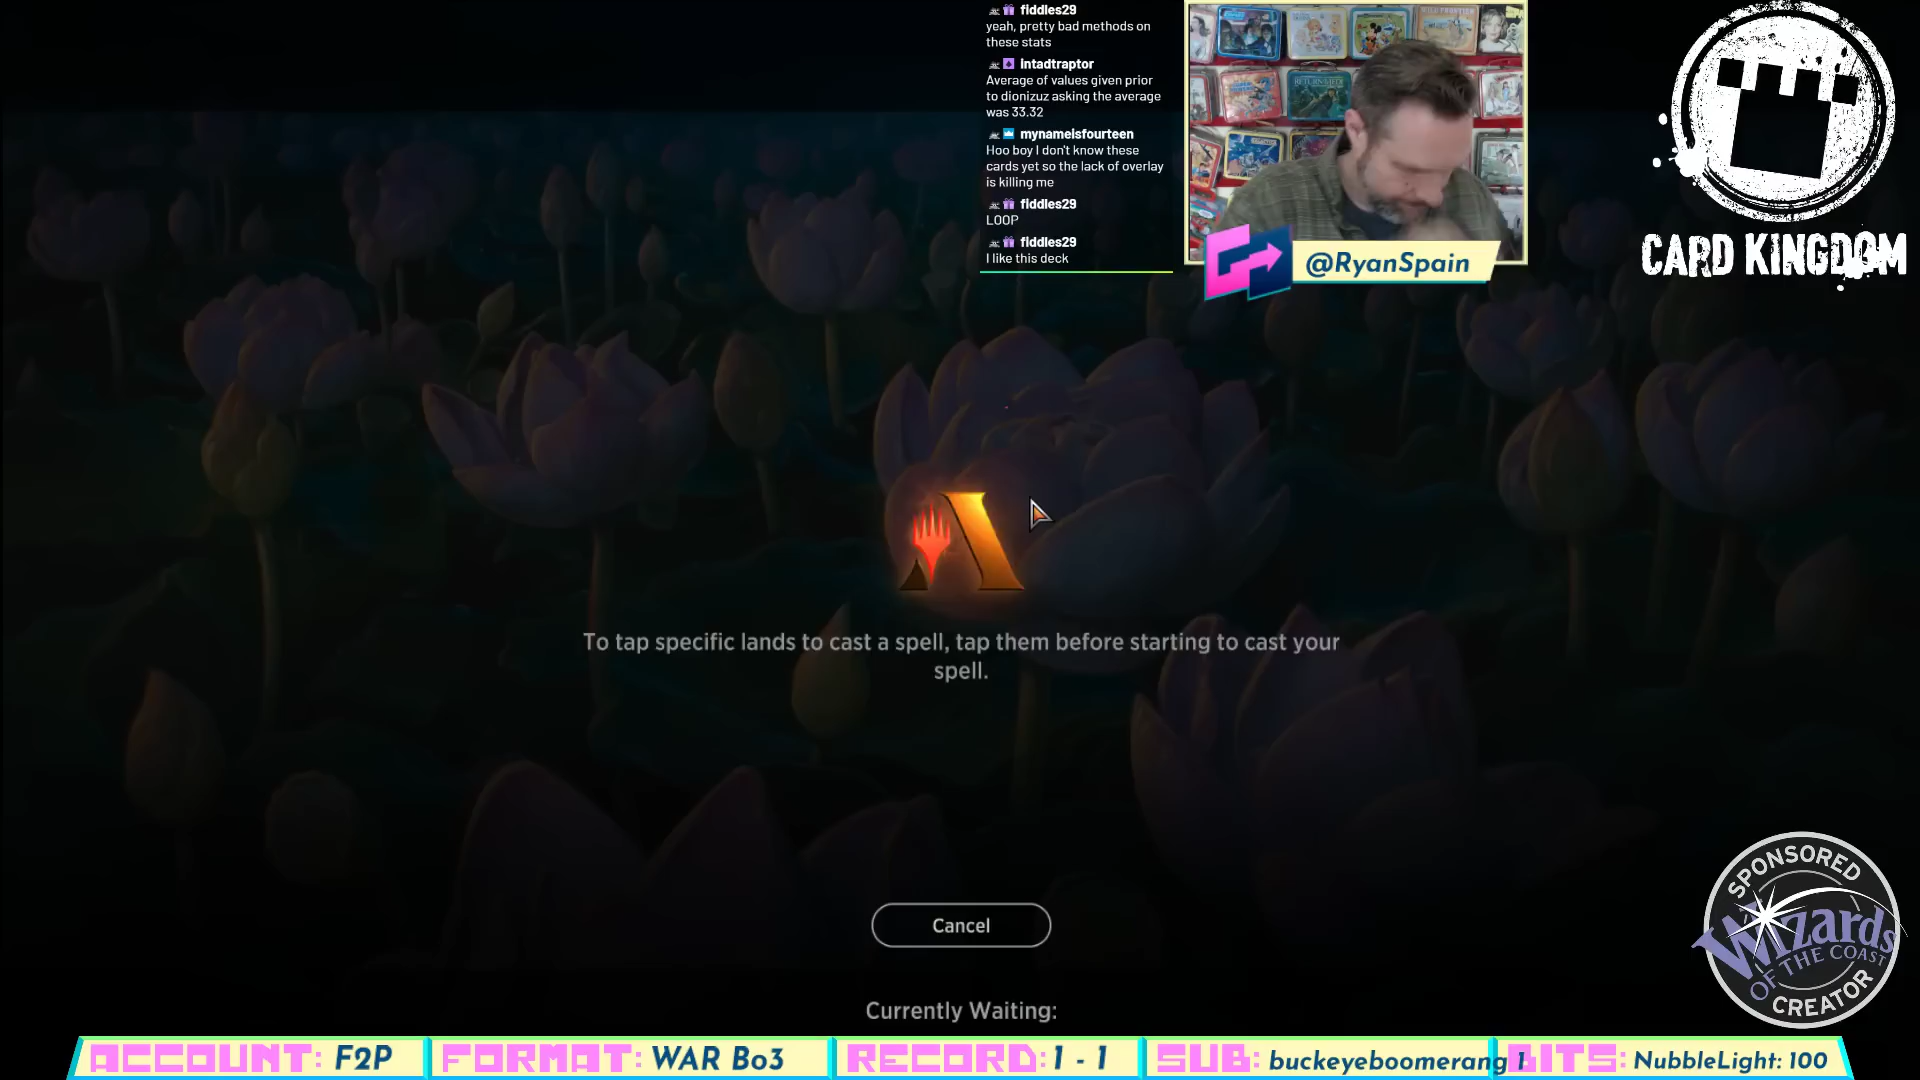 fiddles29
yeah, pretty bad methods on
these stats
intadtraptor
Average of values given prior
to dionizuz asking the average
was 33.32
mynameisfourteen
Hoo boy I don't know these
cards yet so the lack of overlay
is killing me
fiddles29
LOOP
fiddles29
I like this deck
@RyanSpain
CARD KINGDOM
To tap specific lands to cast a spell, tap them before starting to cast your
spell.
Cancel
Currently Waiting:
SPONSORED
Wizards
OF THE COAST
CREATOR
ACCOUNT: F2P
FORMAT: WAR Bo3
RECORD: 1 - 1
SUB: buckeyeboomerang 1
BITS: NubbleLight: 100